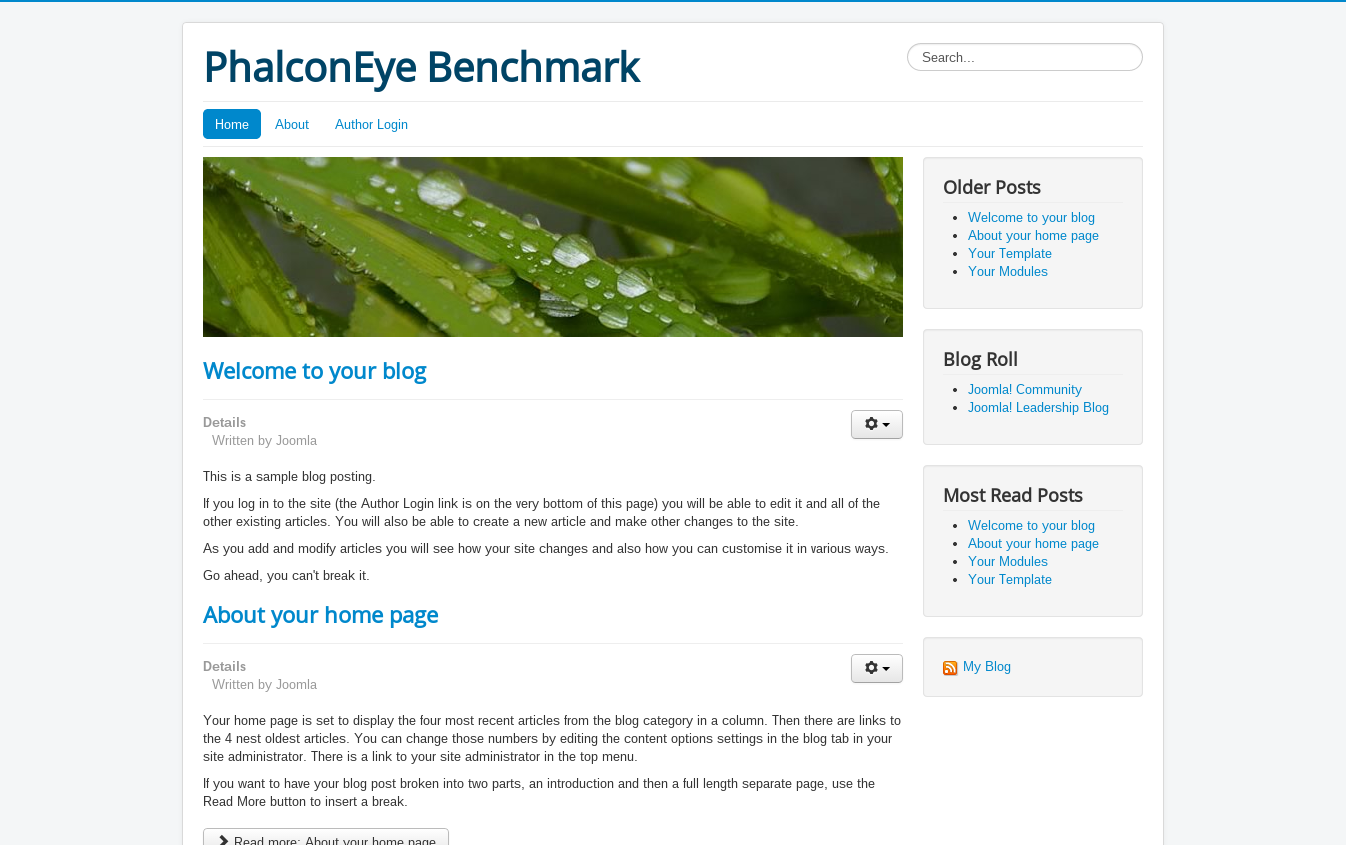 PhalconEye Benchmark
Search...
Home
About
Author Login
Welcome to your blog
Details
Written by Joomla
This is a sample blog posting.
If you log in to the site (the Author Login link is on the very bottom of this page) you will be able to edit it and all of the
other existing articles. You will also be able to create a new article and make other changes to the site.
As you add and modify articles you will see how your site changes and also how you can customise it in various ways.
Go ahead, you can't break it.
About your home page
Details
Written by Joomla
Your home page is set to display the four most recent articles from the blog category in a column. Then there are links to
the 4 nest oldest articles. You can change those numbers by editing the content options settings in the blog tab in your
site administrator. There is a link to your site administrator in the top menu.
If you want to have your blog post broken into two parts, an introduction and then a full length separate page, use the
Read More button to insert a break.
Read more: About your home page
Older Posts
Welcome to your blog
About your home page
Your Template
Your Modules
Blog Roll
Joomla! Community
Joomla! Leadership Blog
Most Read Posts
Welcome to your blog
About your home page
Your Modules
Your Template
My Blog